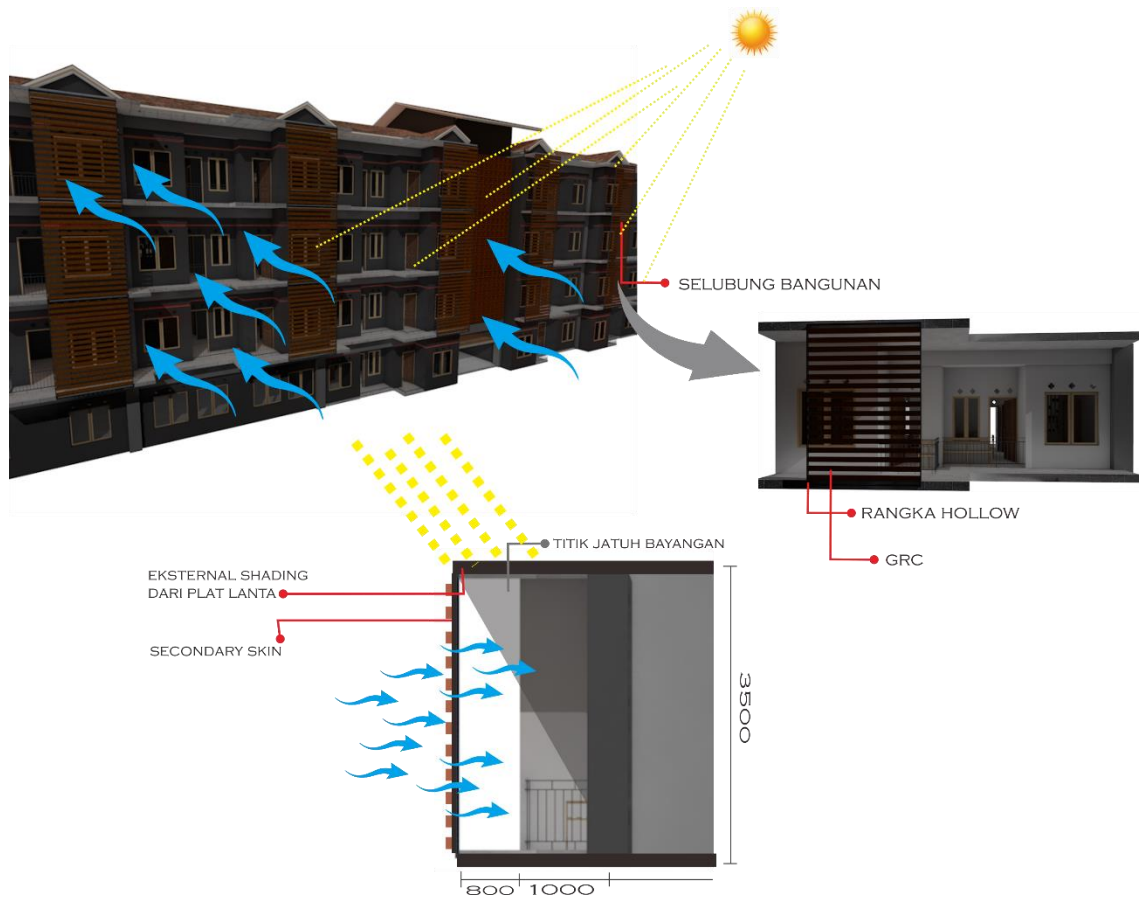 SELUBUNG BANGUNAN
RANGKA HOLLOW
GRC
TITIK JATUH BAYANGAN
EKSTERNAL SHADING
DARI PLAT LANTA
SECONDARY SKIN
3500
800
1000